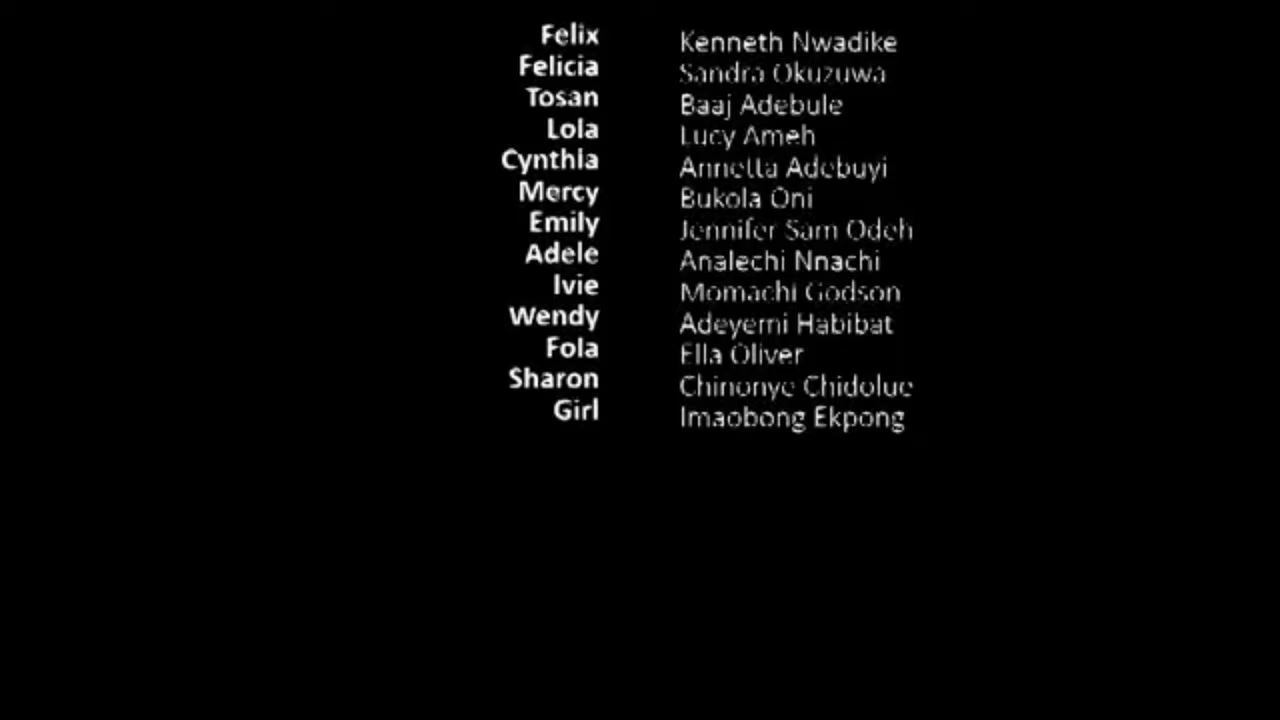 Felix Kenneth Nwadike
Felicia Sandra Okuzuwa
Tosan Baaj Adebule
Lola Lucy Ameh
Cynthia Annetta Adebuyi
Mercy Bukola Oni
Emily Jennifer Sam Odeh
Adele Analechi Nnachi
Ivie Momachi Godson
Wendy Adeyemi Habibat
Fola Ella Oliver
Sharon Chinonye Chidolue
Girl Imaobong Ekpong